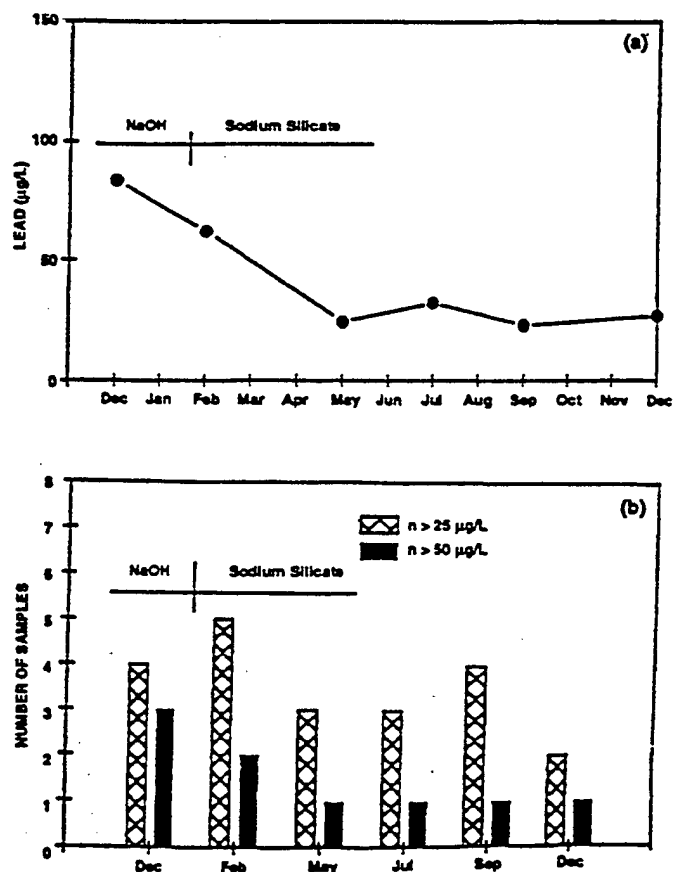 150
(a)
NaOH Sodium Silicate
100
LEAD (µg/L)
50
0
Dec Jan Feb Mar Apr May Jun Jul Aug Sep Oct Nov Dec
8
(b)
7
n > 25 µg/L
n > 50 µg/L
6
NaOH Sodium Silicate
5
NUMBER OF SAMPLES
4
3
2
1
0
Dec Feb May Jul Sep Dec